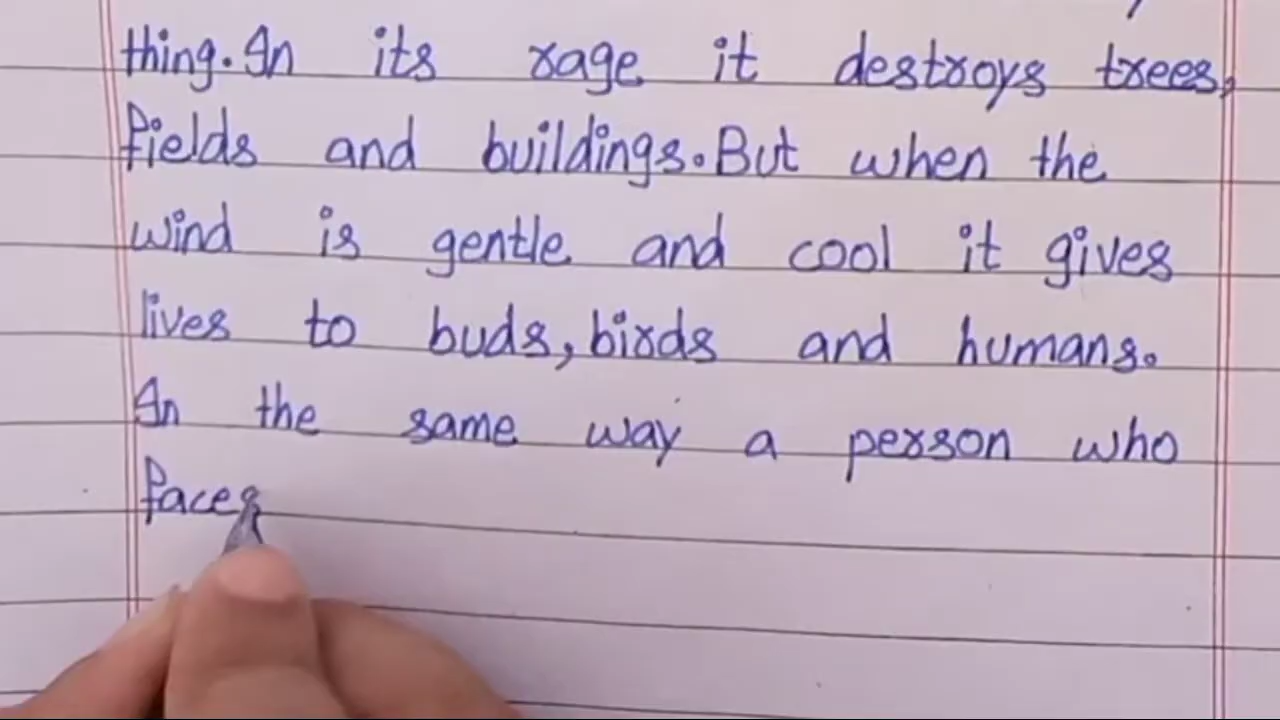 thing. In its rage it destroys trees,
fields and buildings. But when the
wind is gentle and cool it gives
lives to buds, birds and humans.
In the same way a person who
faces